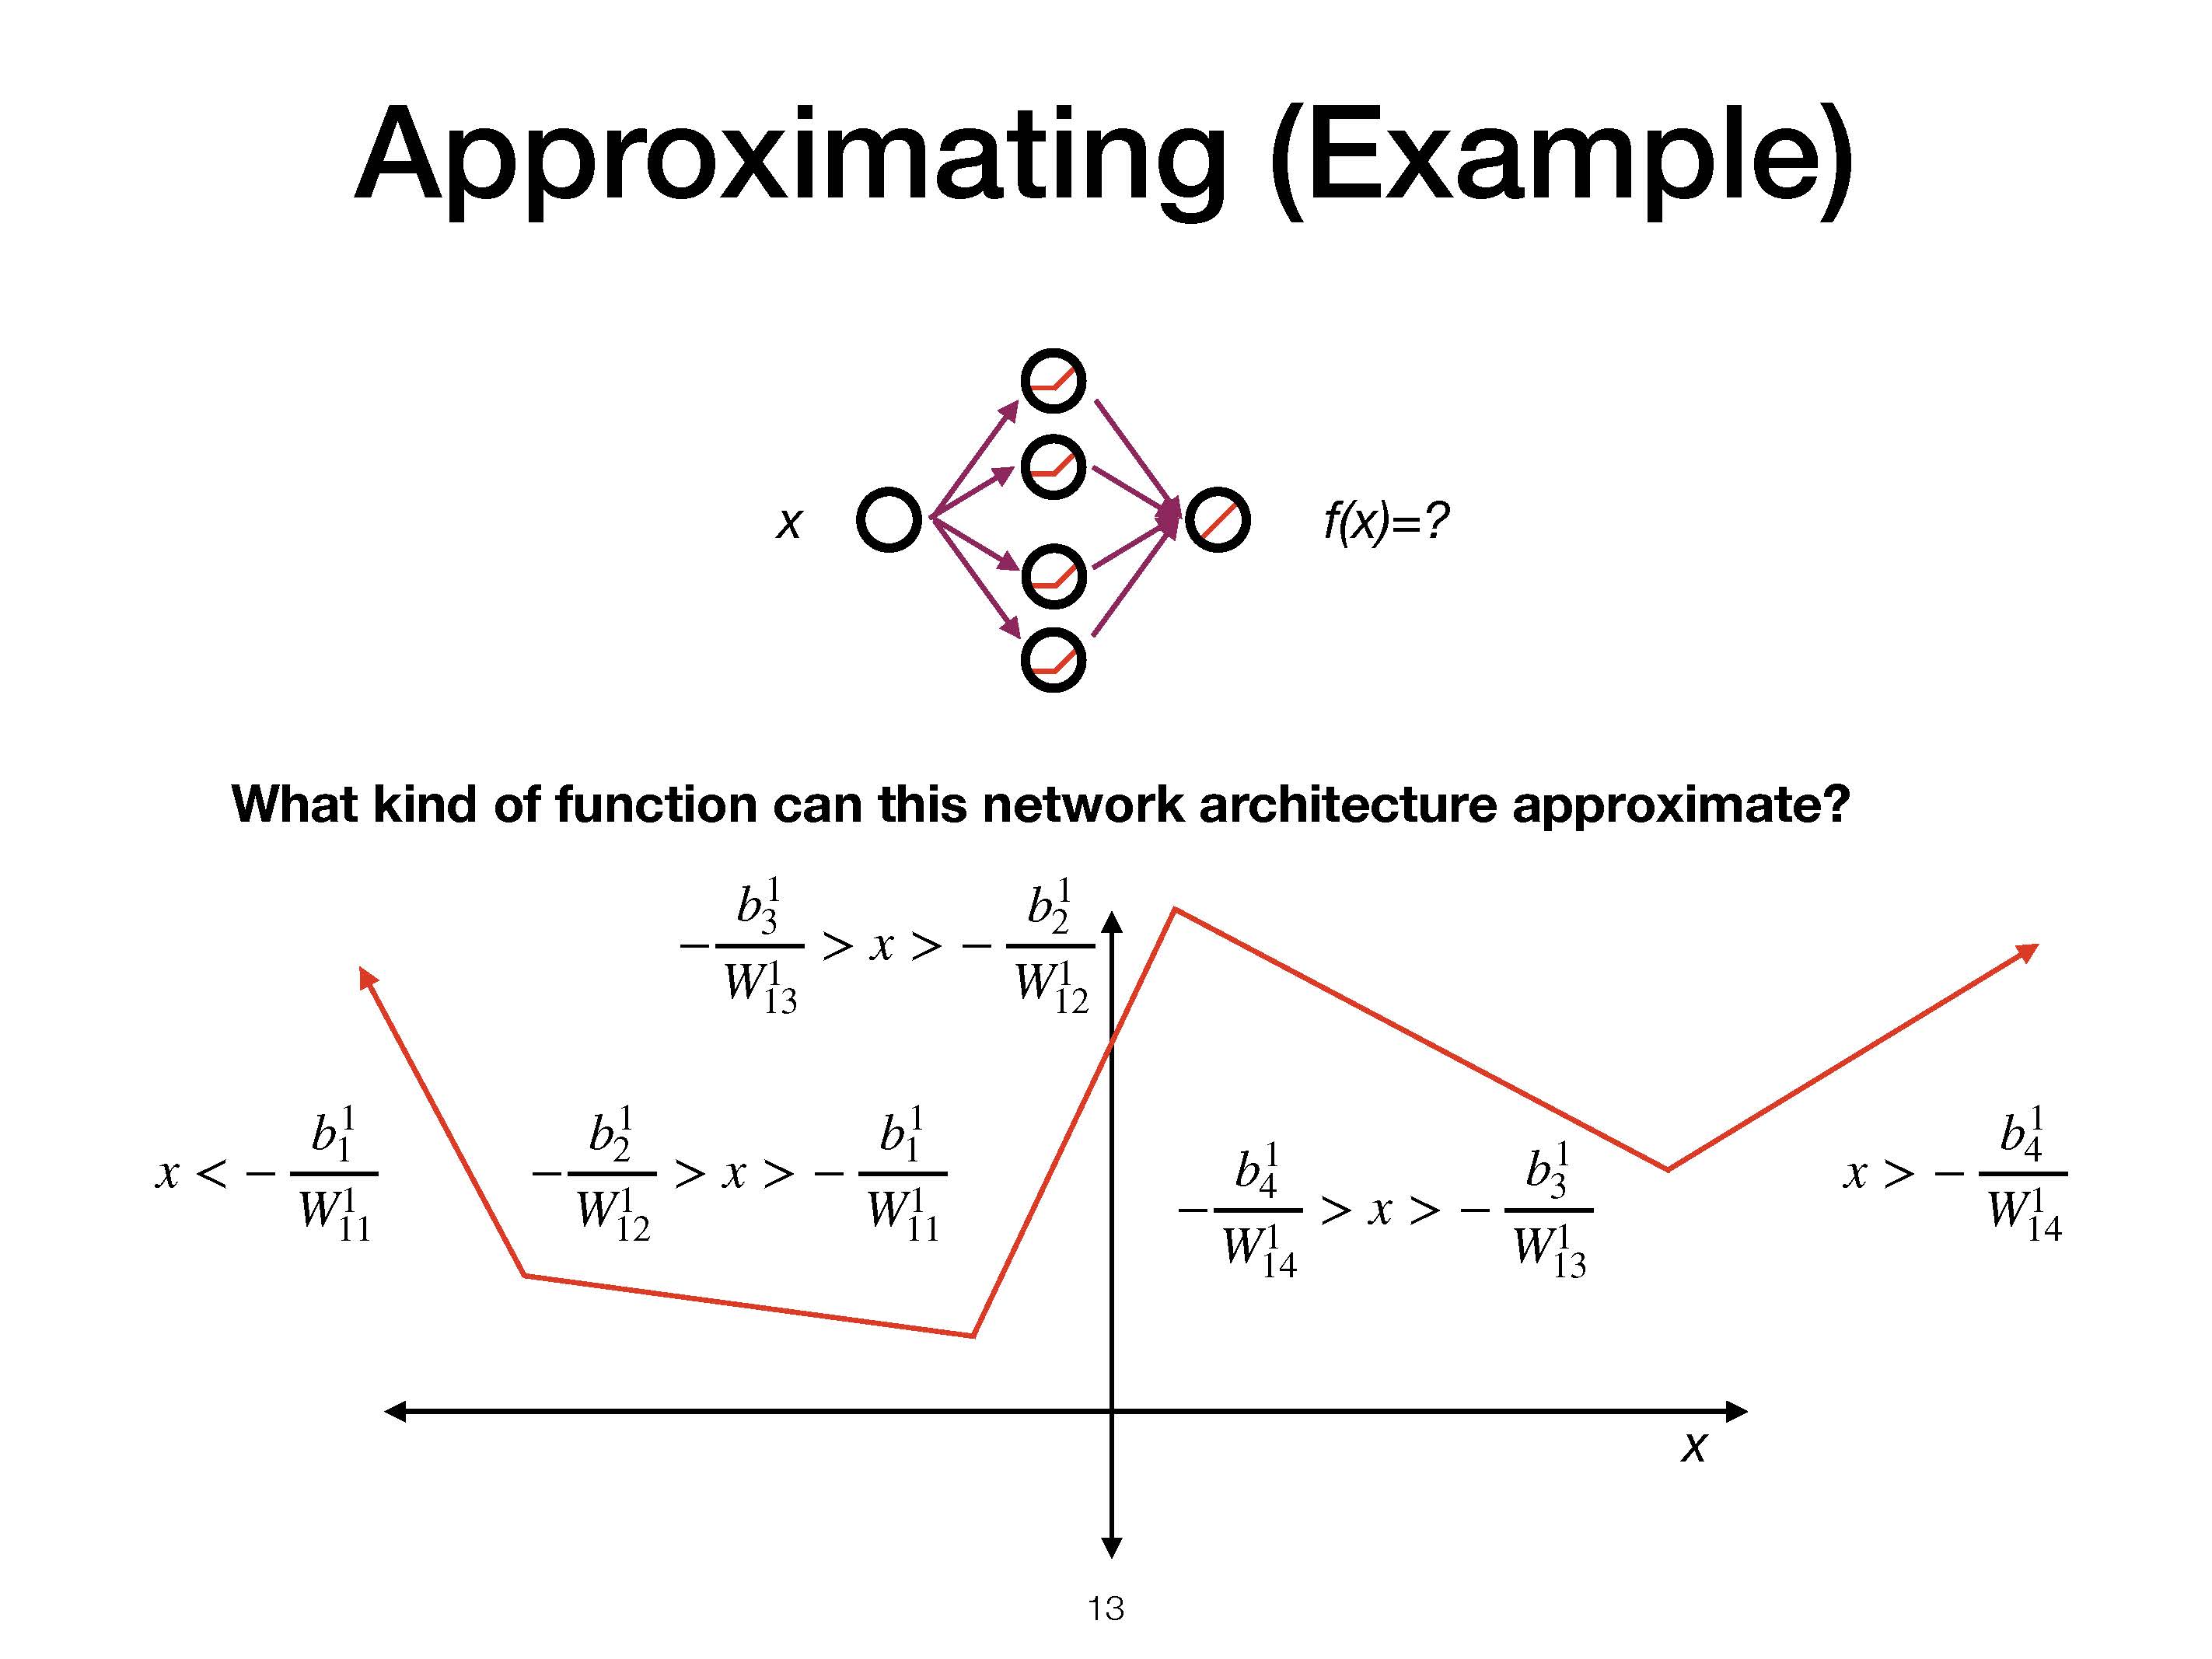 Approximating (Example)
x
f(x)=?
What kind of function can this network architecture approximate?
$-\frac{b_3^1}{W_{13}^1} > x > -\frac{b_2^1}{W_{12}^1}$
$x < -\frac{b_1^1}{W_{11}^1}$
$-\frac{b_2^1}{W_{12}^1} > x > -\frac{b_1^1}{W_{11}^1}$
$-\frac{b_4^1}{W_{14}^1} > x > -\frac{b_3^1}{W_{13}^1}$
$x > -\frac{b_4^1}{W_{14}^1}$
x
13